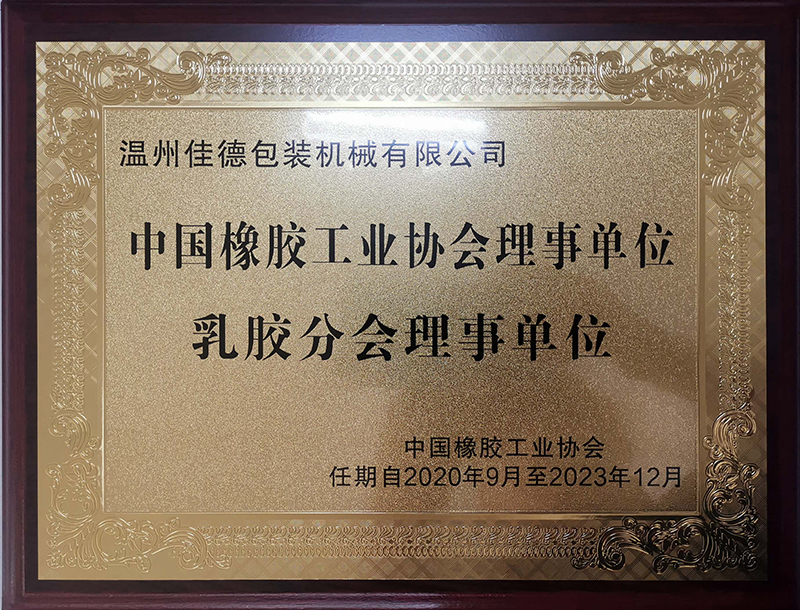 温州佳德包装机械有限公司
中国橡胶工业协会理事单位
乳胶分会理事单位
中国橡胶工业协会
任期自2020年9月至2023年12月